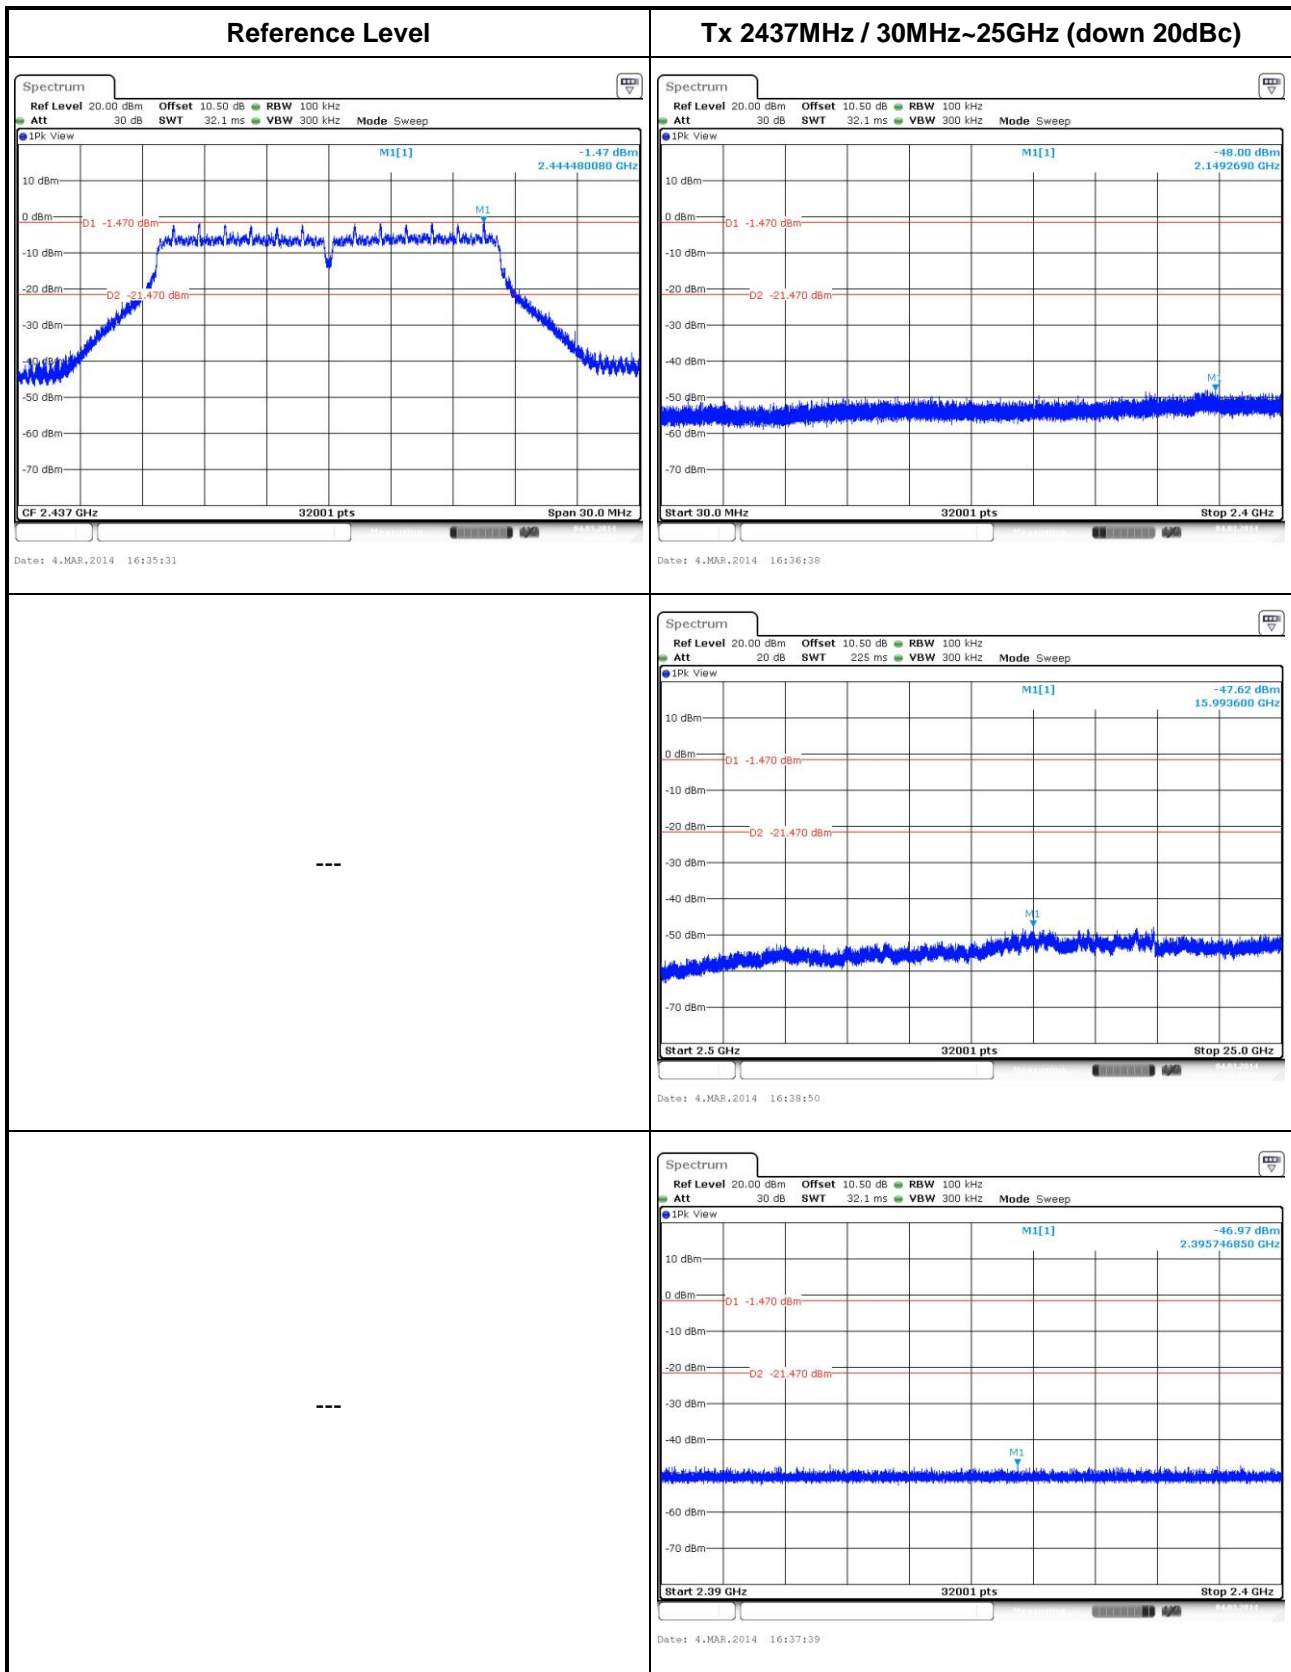 Reference Level
Tx 2437MHz / 30MHz~25GHz (down 20dBc)
Spectrum
Ref Level 20.00 dBm Offset 10.50 dB RBW 100 kHz
Att 30 dB SWT 32.1 ms VBW 300 kHz Mode Sweep
1Pk View
M1[1] -1.47 dBm
2.444480080 GHz
10 dBm
M1
0 dBm
D1 -1.470 dBm
-10 dBm
-20 dBm
D2 -21.470 dBm
-30 dBm
-40 dBm
-50 dBm
-60 dBm
-70 dBm
CF 2.437 GHz 32001 pts Span 30.0 MHz
Date: 4.MAR.2014 16:35:31
Spectrum
Ref Level 20.00 dBm Offset 10.50 dB RBW 100 kHz
Att 30 dB SWT 32.1 ms VBW 300 kHz Mode Sweep
1Pk View
M1[1] -48.00 dBm
2.1492690 GHz
10 dBm
0 dBm
D1 -1.470 dBm
-10 dBm
-20 dBm
D2 -21.470 dBm
-30 dBm
-40 dBm
M1
-50 dBm
-60 dBm
-70 dBm
Start 30.0 MHz 32001 pts Stop 2.4 GHz
Date: 4.MAR.2014 16:36:38
---
Spectrum
Ref Level 20.00 dBm Offset 10.50 dB RBW 100 kHz
Att 20 dB SWT 225 ms VBW 300 kHz Mode Sweep
1Pk View
M1[1] -47.62 dBm
15.993600 GHz
10 dBm
0 dBm
D1 -1.470 dBm
-10 dBm
-20 dBm
D2 -21.470 dBm
-30 dBm
-40 dBm
M1
-50 dBm
-70 dBm
Start 2.5 GHz 32001 pts Stop 25.0 GHz
Date: 4.MAR.2014 16:38:50
---
Spectrum
Ref Level 20.00 dBm Offset 10.50 dB RBW 100 kHz
Att 30 dB SWT 32.1 ms VBW 300 kHz Mode Sweep
1Pk View
M1[1] -46.97 dBm
2.395746850 GHz
10 dBm
0 dBm
D1 -1.470 dBm
-10 dBm
-20 dBm
D2 -21.470 dBm
-30 dBm
-40 dBm
M1
-60 dBm
-70 dBm
Start 2.39 GHz 32001 pts Stop 2.4 GHz
Date: 4.MAR.2014 16:37:39